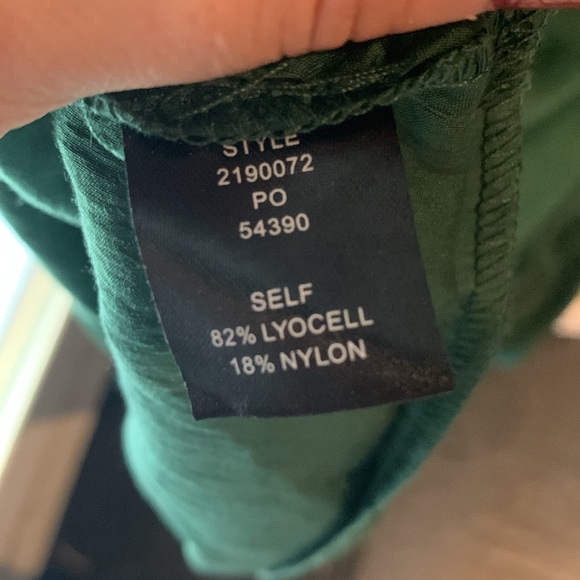 STYLE
2190072
PO
54390
SELF
82% LYOCELL
18% NYLON